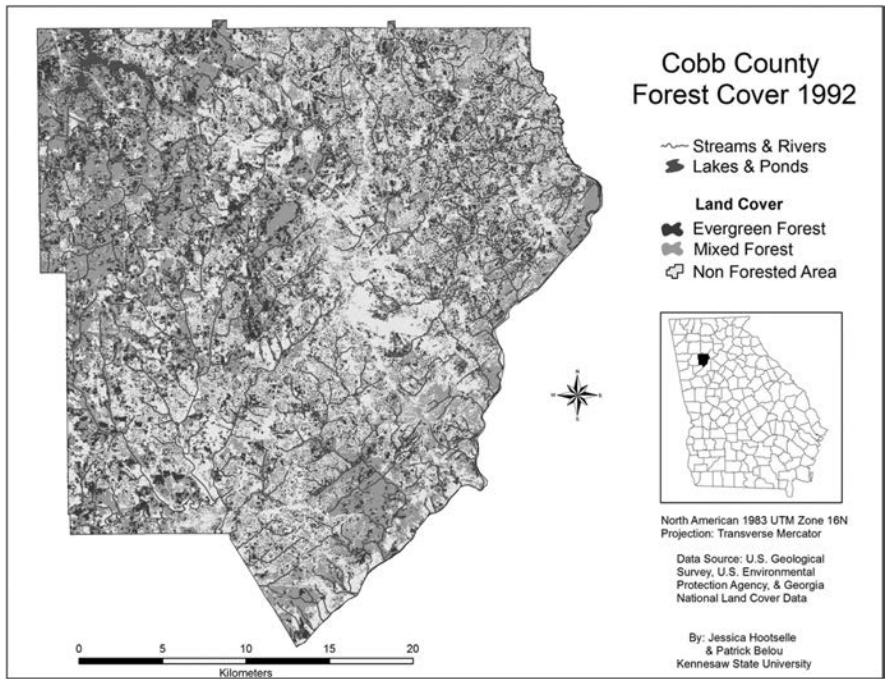 Cobb County
Forest Cover 1992
Streams & Rivers
Lakes & Ponds
Land Cover
Evergreen Forest
Mixed Forest
Non Forested Area
N
W
E
S
North American 1983 UTM Zone 16N
Projection: Transverse Mercator
Data Source: U.S. Geological
Survey, U.S. Environmental
Protection Agency, & Georgia
National Land Cover Data
By: Jessica Hootselle
& Patrick Belou
Kennesaw State University
0 5 10 15 20
Kilometers